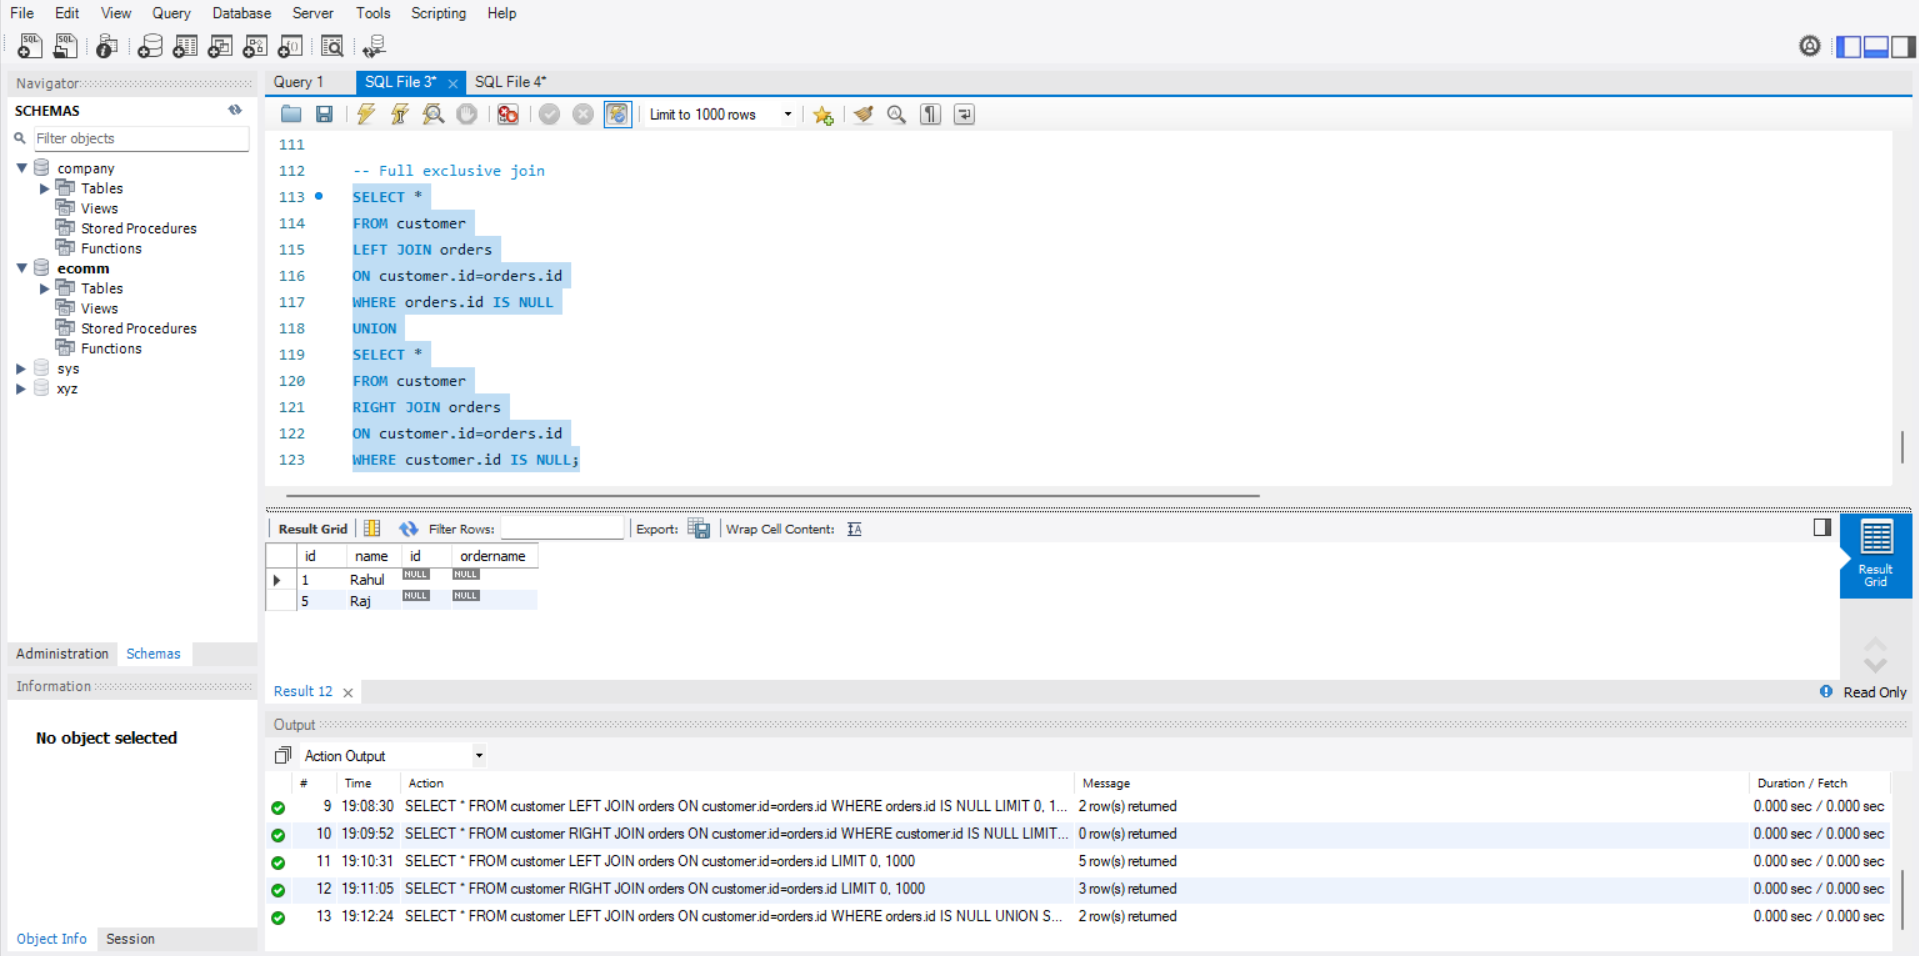 File Edit View Query Database Server Tools Scripting Help
Navigator
SCHEMAS
Filter objects
company
Tables
Views
Stored Procedures
Functions
ecomm
Tables
Views
Stored Procedures
Functions
sys
xyz
Administration Schemas
Information
No object selected
Object Info Session
Query 1 SQL File 3* SQL File 4*
Limit to 1000 rows
111
112 -- Full exclusive join
113 SELECT *
114 FROM customer
115 LEFT JOIN orders
116 ON customer.id=orders.id
117 WHERE orders.id IS NULL
118 UNION
119 SELECT *
120 FROM customer
121 RIGHT JOIN orders
122 ON customer.id=orders.id
123 WHERE customer.id IS NULL;
Result Grid Filter Rows: Export: Wrap Cell Content:
id name id ordername
1 Rahul NULL NULL
5 Raj NULL NULL
Result
Grid
Result 12 Read Only
Output
Action Output
# Time Action Message Duration / Fetch
9 19:08:30 SELECT * FROM customer LEFT JOIN orders ON customer.id=orders.id WHERE orders.id IS NULL LIMIT 0, 1... 2 row(s) returned 0.000 sec / 0.000 sec
10 19:09:52 SELECT * FROM customer RIGHT JOIN orders ON customer.id=orders.id WHERE customer.id IS NULL LIMIT... 0 row(s) returned 0.000 sec / 0.000 sec
11 19:10:31 SELECT * FROM customer LEFT JOIN orders ON customer.id=orders.id LIMIT 0, 1000 5 row(s) returned 0.000 sec / 0.000 sec
12 19:11:05 SELECT * FROM customer RIGHT JOIN orders ON customer.id=orders.id LIMIT 0, 1000 3 row(s) returned 0.000 sec / 0.000 sec
13 19:12:24 SELECT * FROM customer LEFT JOIN orders ON customer.id=orders.id WHERE orders.id IS NULL UNION S... 2 row(s) returned 0.000 sec / 0.000 sec